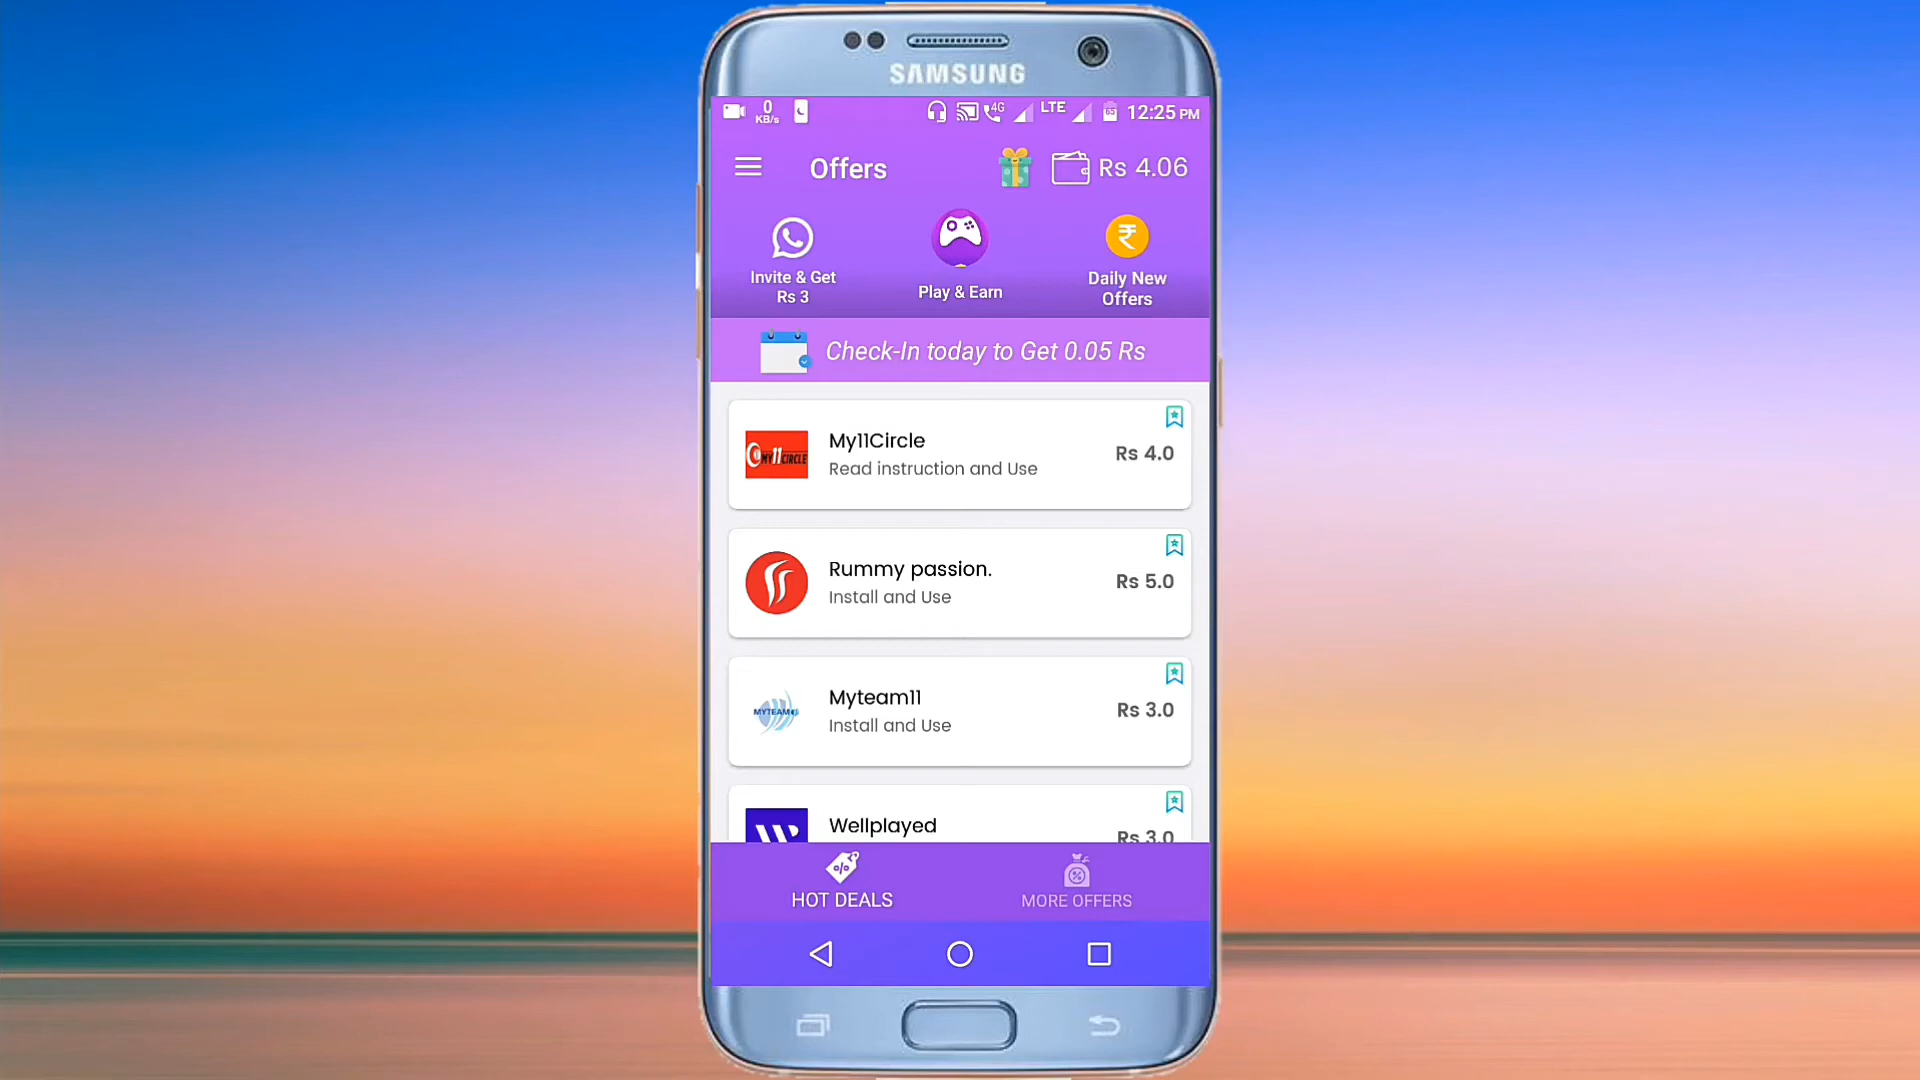 SAMSUNG
0
KB/s
4G
LTE
65
12:25 PM
Offers
Rs 4.06
Invite & Get
Rs 3
Play & Earn
Daily New
Offers
Check-In today to Get 0.05 Rs
My11Circle
Read instruction and Use
Rs 4.0
MY11CIRCLE
Rummy passion.
Install and Use
Rs 5.0
Myteam11
Install and Use
Rs 3.0
MYTEAM11
Wellplayed
Rs 3.0
HOT DEALS
MORE OFFERS